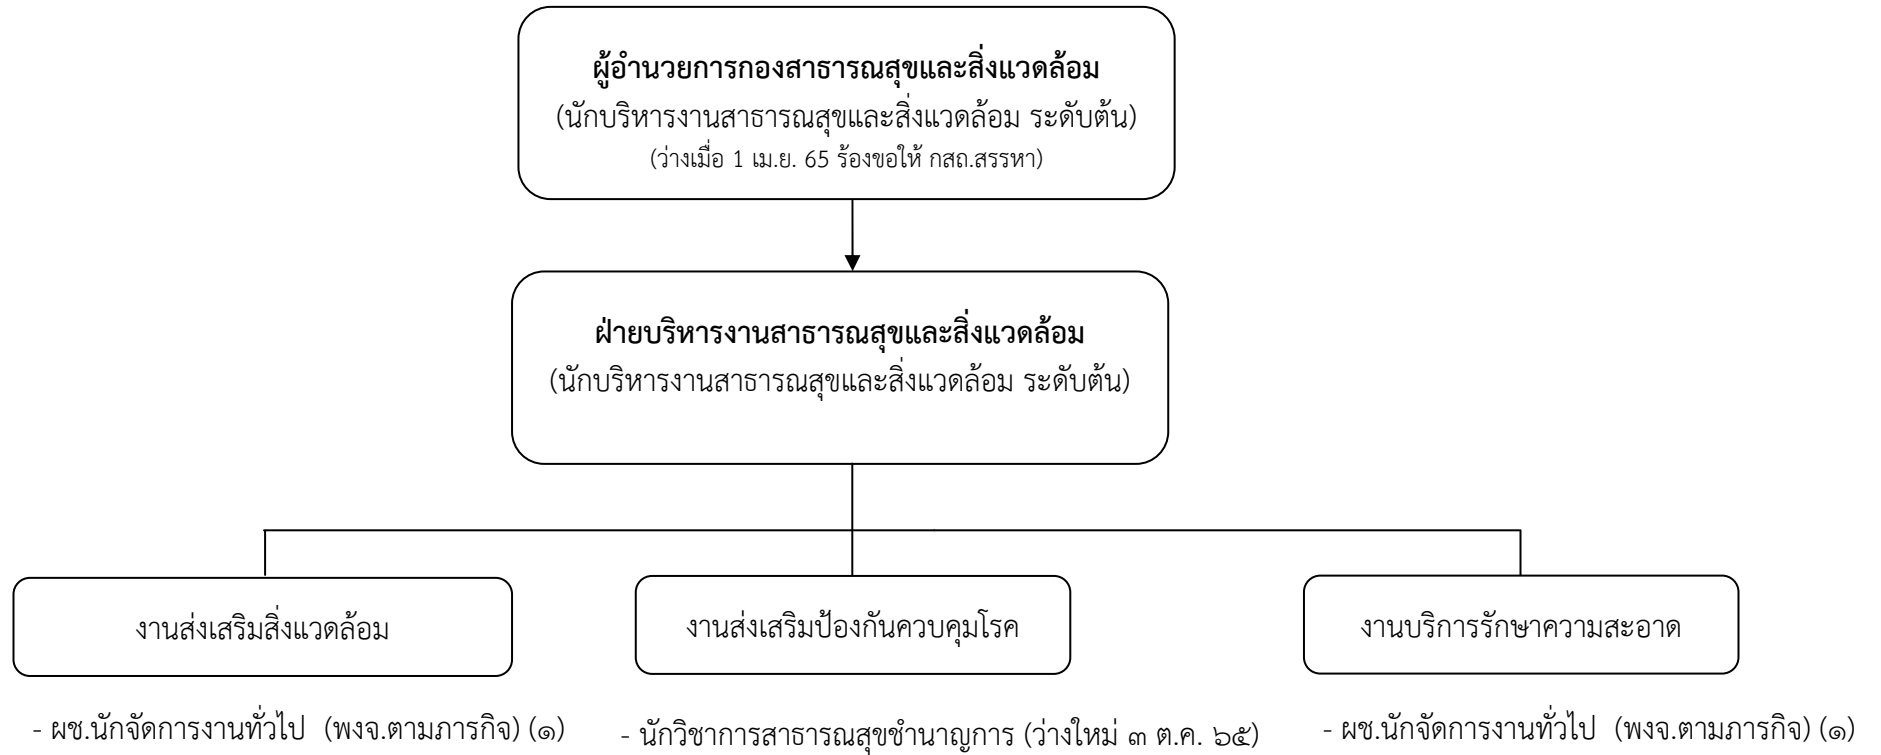 ผู้อำนวยการกองสาธารณสุขและสิ่งแวดล้อม
(นักบริหารงานสาธารณสุขและสิ่งแวดล้อม ระดับต้น)
(ว่างเมื่อ 1 เม.ย. 65 ร้องขอให้ กสถ.สรรหา)
ฝ่ายบริหารงานสาธารณสุขและสิ่งแวดล้อม
(นักบริหารงานสาธารณสุขและสิ่งแวดล้อม ระดับต้น)
งานส่งเสริมสิ่งแวดล้อม
- ผช.นักจัดการงานทั่วไป (พงจ.ตามภารกิจ) (๑)
งานส่งเสริมป้องกันควบคุมโรค
- นักวิชาการสาธารณสุขชำนาญการ (ว่างใหม่ ๓ ต.ค. ๖๕)
งานบริการรักษาความสะอาด
- ผช.นักจัดการงานทั่วไป (พงจ.ตามภารกิจ) (๑)